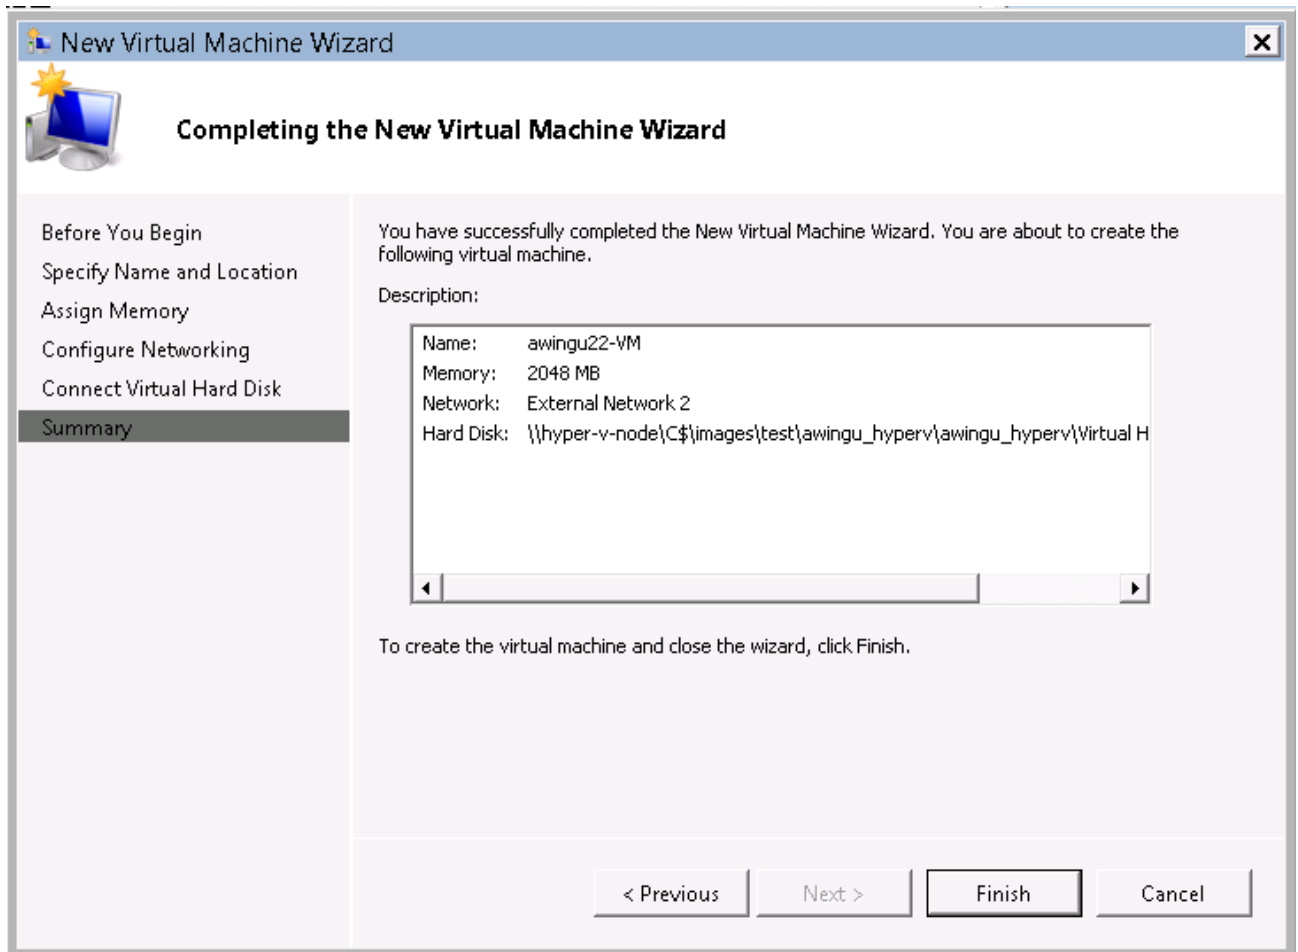 New Virtual Machine Wizard
Completing the New Virtual Machine Wizard
Before You Begin
Specify Name and Location
Assign Memory
Configure Networking
Connect Virtual Hard Disk
Summary
You have successfully completed the New Virtual Machine Wizard. You are about to create the
following virtual machine.
Description:
Name: awingu22-VM
Memory: 2048 MB
Network: External Network 2
Hard Disk: \\hyper-v-node\C$\images\test\awingu_hyperv\awingu_hyperv\Virtual H
To create the virtual machine and close the wizard, click Finish.
< Previous
Next >
Finish
Cancel